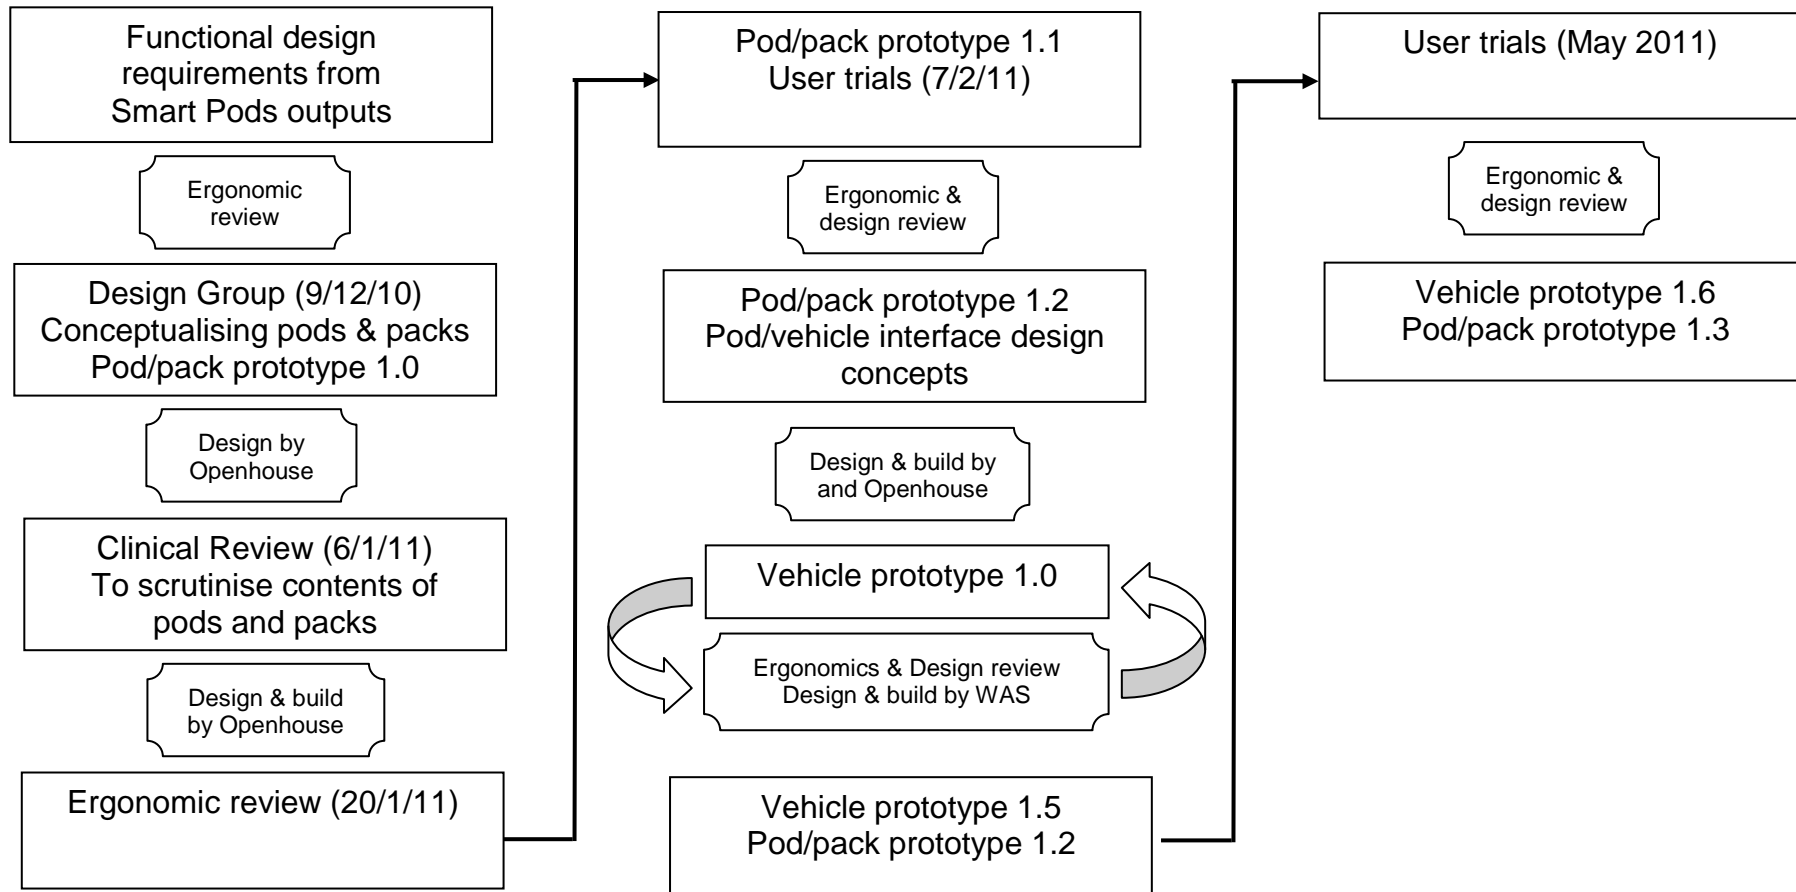 Functional design
requirements from
Smart Pods outputs
Ergonomic
review
Design Group (9/12/10)
Conceptualising pods & packs
Pod/pack prototype 1.0
Design by
Openhouse
Clinical Review (6/1/11)
To scrutinise contents of
pods and packs
Design & build
by Openhouse
Ergonomic review (20/1/11)
Pod/pack prototype 1.1
User trials (7/2/11)
Ergonomic &
design review
Pod/pack prototype 1.2
Pod/vehicle interface design
concepts
Design & build by
and Openhouse
Vehicle prototype 1.0
Ergonomics & Design review
Design & build by WAS
Vehicle prototype 1.5
Pod/pack prototype 1.2
User trials (May 2011)
Ergonomic &
design review
Vehicle prototype 1.6
Pod/pack prototype 1.3